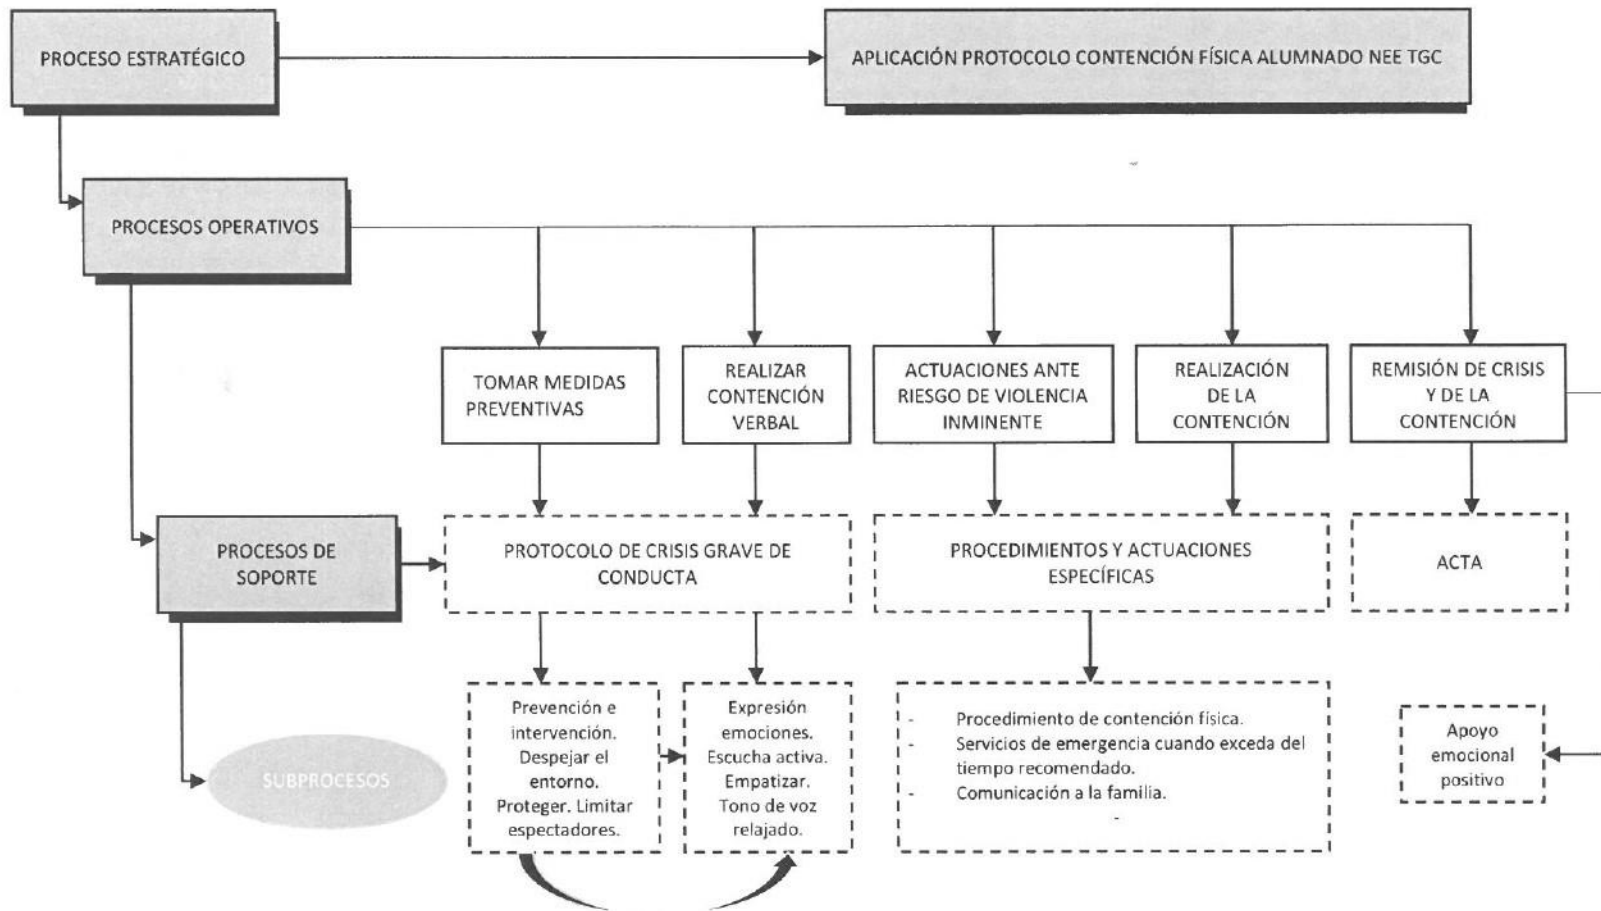 PROCESO ESTRATÉGICO
APLICACIÓN PROTOCOLO CONTENCIÓN FÍSICA ALUMNADO NEE TGC
PROCESOS OPERATIVOS
TOMAR MEDIDAS
PREVENTIVAS
REALIZAR
CONTENCIÓN
VERBAL
ACTUACIONES ANTE
RIESGO DE VIOLENCIA
INMINENTE
REALIZACIÓN
DE LA
CONTENCIÓN
REMISIÓN DE CRISIS
Y DE LA
CONTENCIÓN
PROCESOS DE
SOPORTE
PROTOCOLO DE CRISIS GRAVE DE
CONDUCTA
PROCEDIMIENTOS Y ACTUACIONES
ESPECÍFICAS
ACTA
SUBPROCESOS
Prevención e
intervención.
Despejar el
entorno.
Proteger. Limitar
espectadores.
Expresión
emociones.
Escucha activa.
Empatizar.
Tono de voz
relajado.
- Procedimiento de contención física.
- Servicios de emergencia cuando exceda del
tiempo recomendado.
- Comunicación a la familia.
-
Apoyo
emocional
positivo